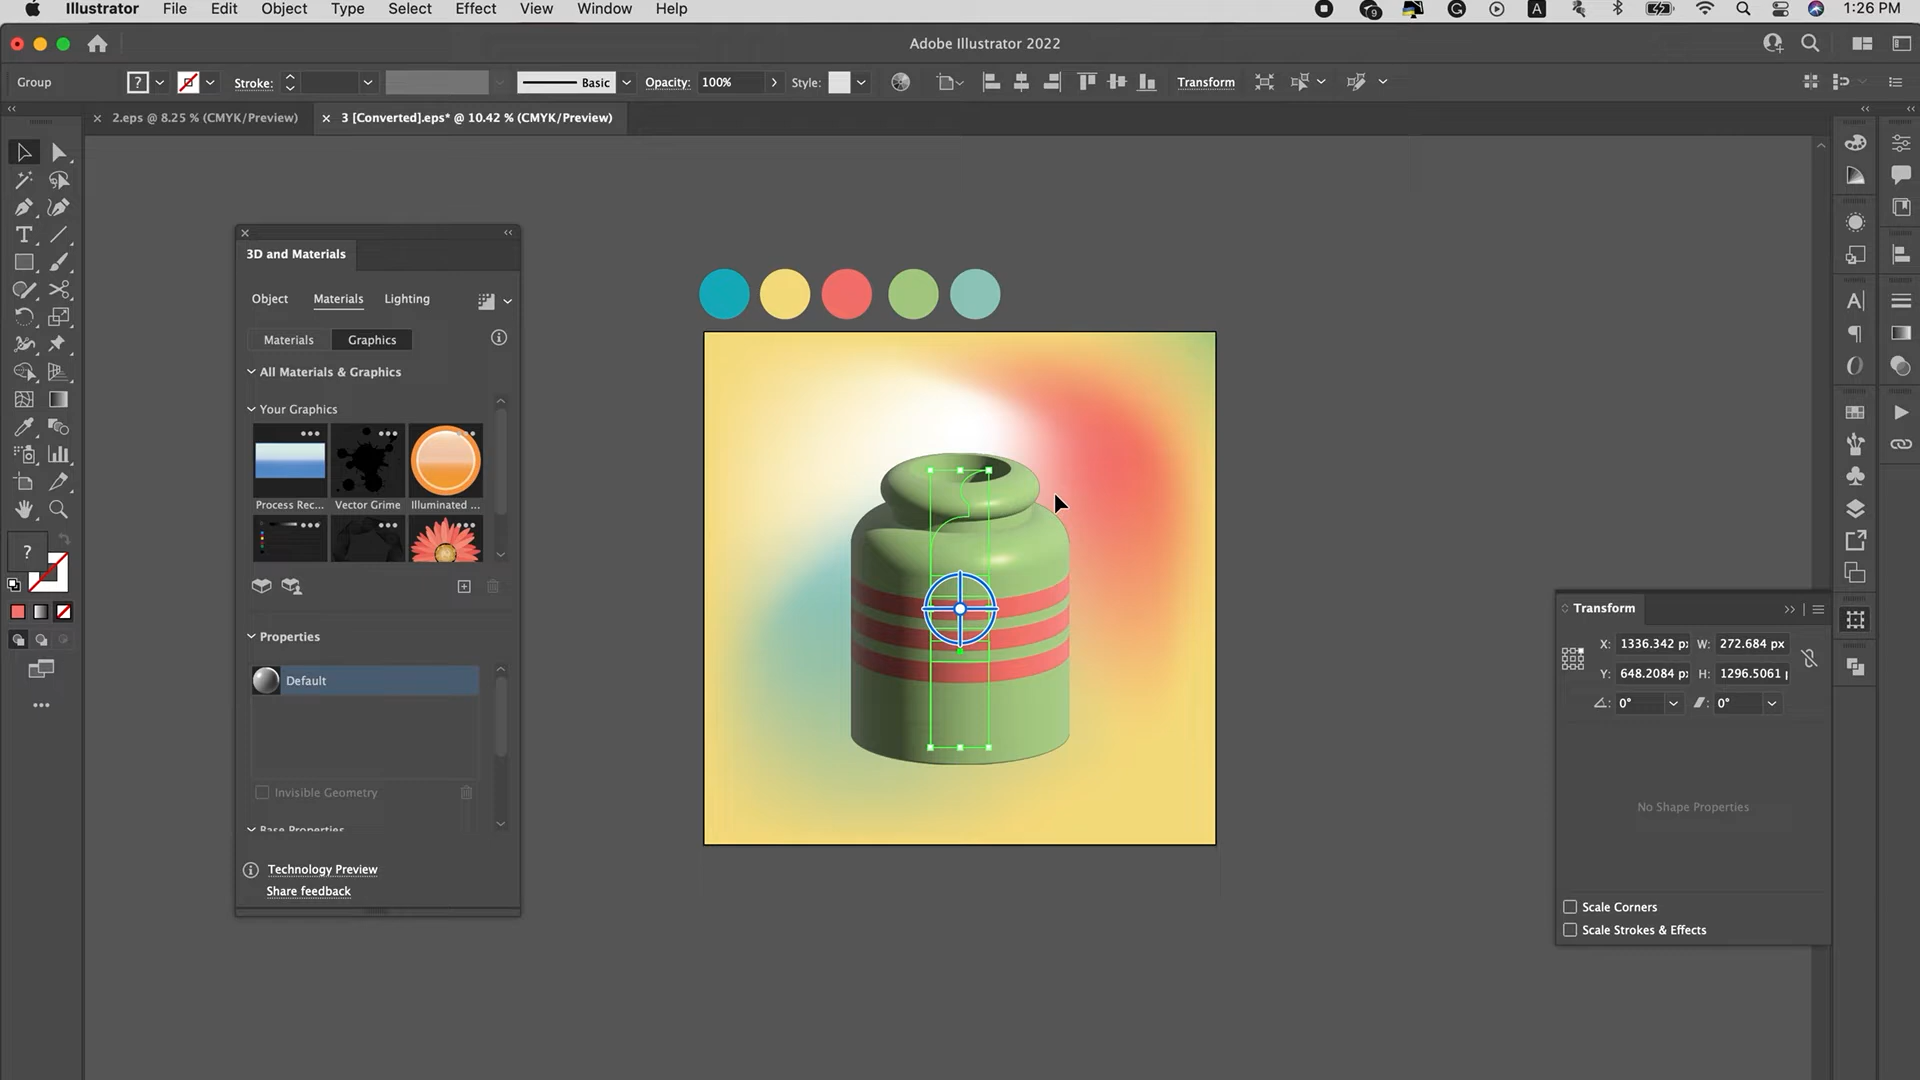 Illustrator File Edit Object Type Select Effect View Window Help 9 A 1:26 PM
Adobe Illustrator 2022
Group ? Stroke: Basic Opacity: 100% Style: Transform
2.eps @ 8.25 % (CMYK/Preview) 3 [Converted].eps* @ 10.42 % (CMYK/Preview)
3D and Materials
Object Materials Lighting
Materials Graphics
All Materials & Graphics
Your Graphics
Process Rec... Vector Grime Illuminated ...
?
Properties
Default
Invisible Geometry
Base Properties
Technology Preview
Share feedback
Transform
X: 1336.342 px W: 272.684 px
Y: 648.2084 p H: 1296.5061
0° 0°
No Shape Properties
Scale Corners
Scale Strokes & Effects